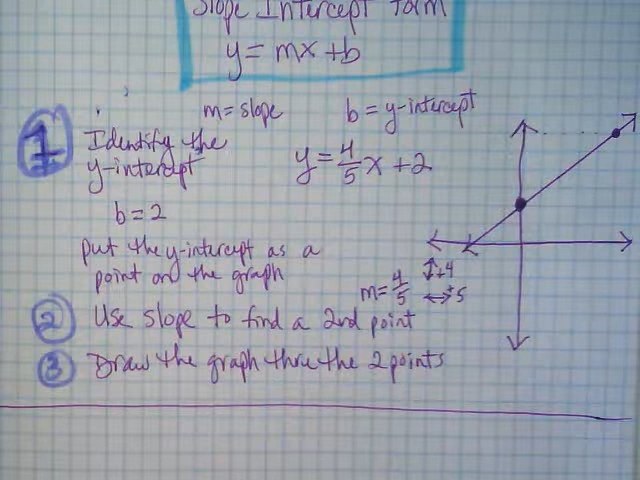 Slope Intercept form
y = mx + b
m = slope b = y-intercept
1 Identify the
y-intercept
y = 4/5 x + 2
b = 2
put the y-intercept as a
point on the graph
m = 4/5 ↕ +4
↔ +5
2 Use slope to find a 2nd point
3 Draw the graph thru the 2 points